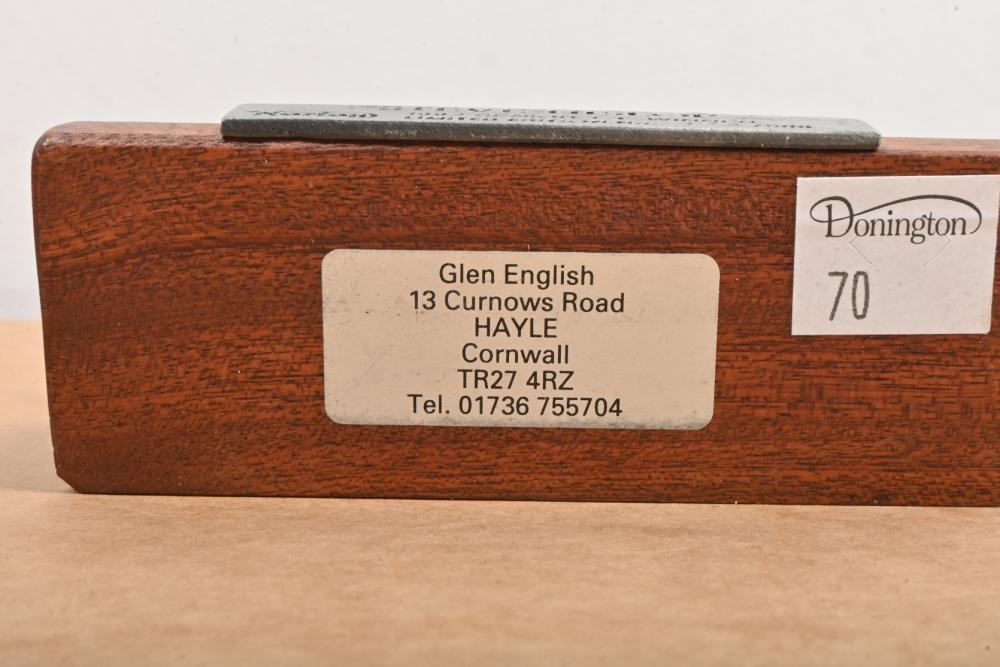 Glen English
13 Curnows Road
HAYLE
Cornwall
TR27 4RZ
Tel. 01736 755704
Donington
70